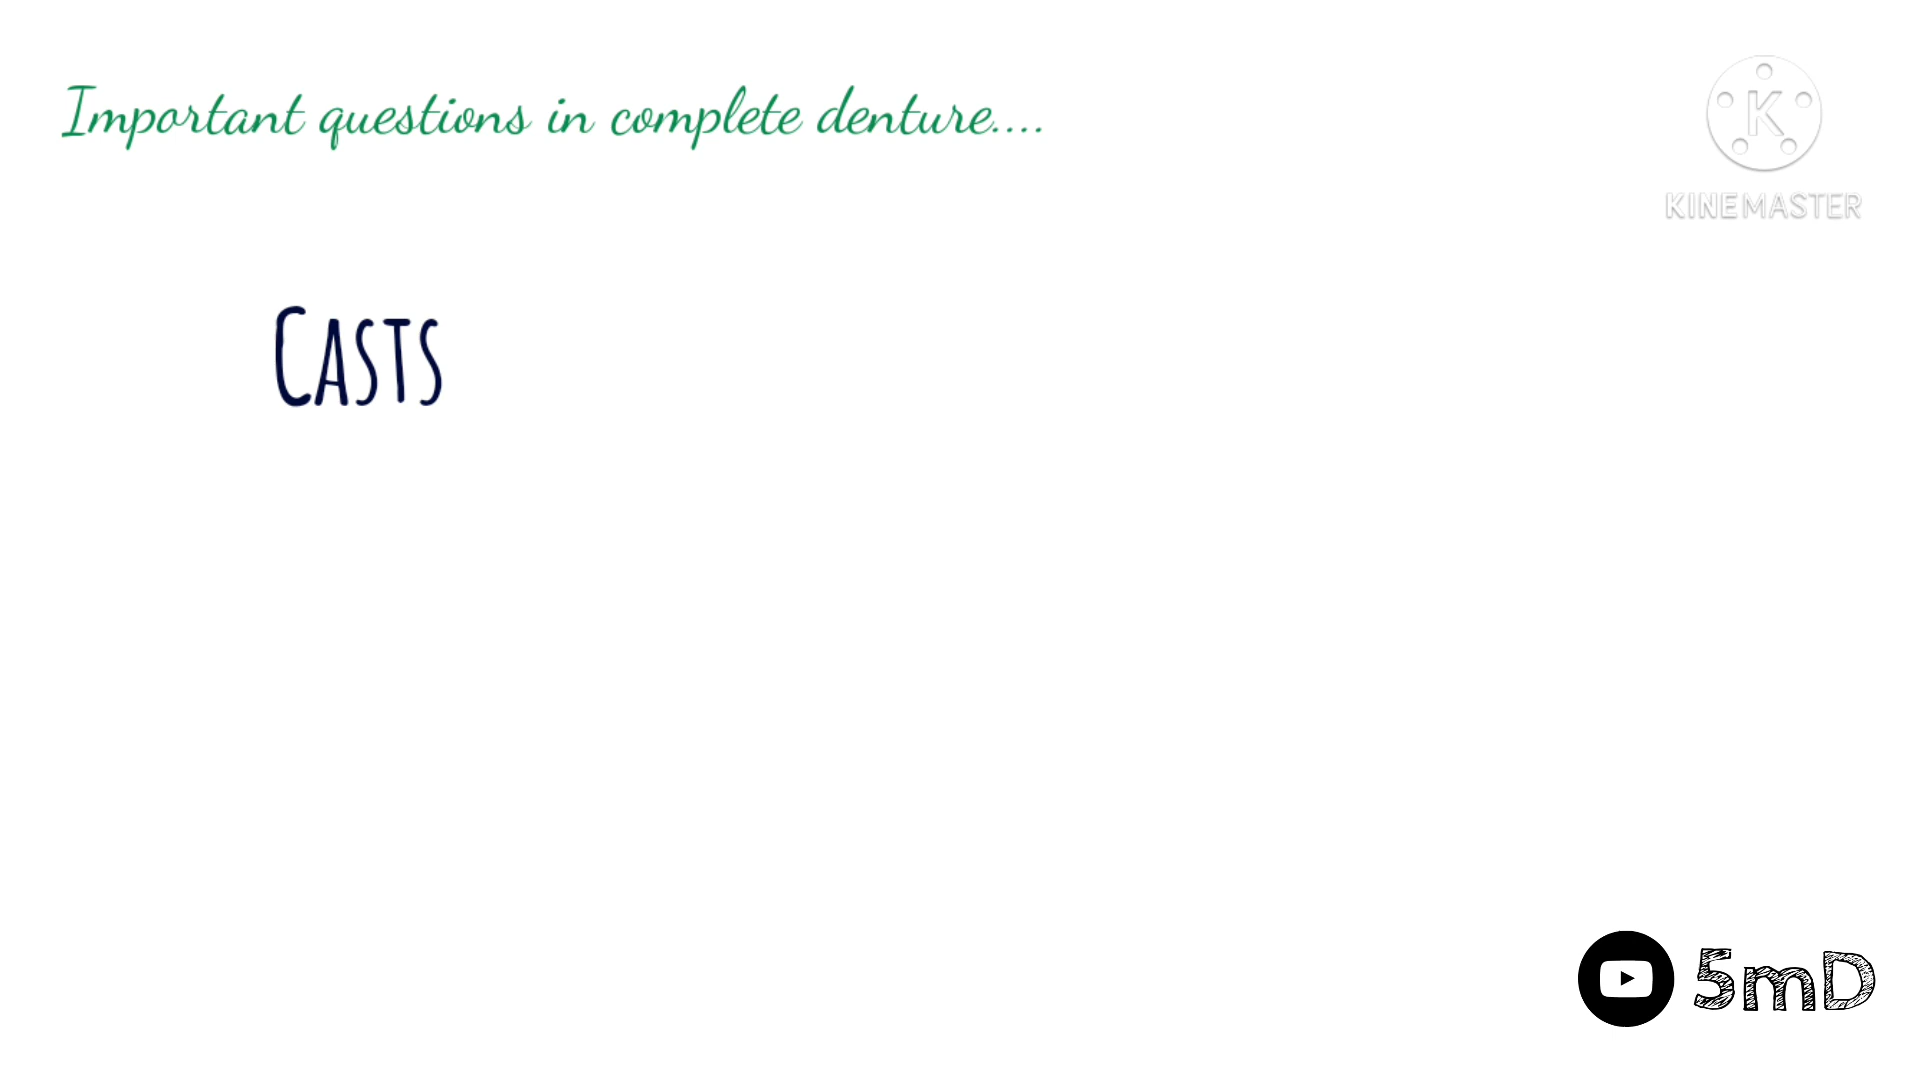 Important questions in complete denture....
K
KINEMASTER
CASTS
5mD